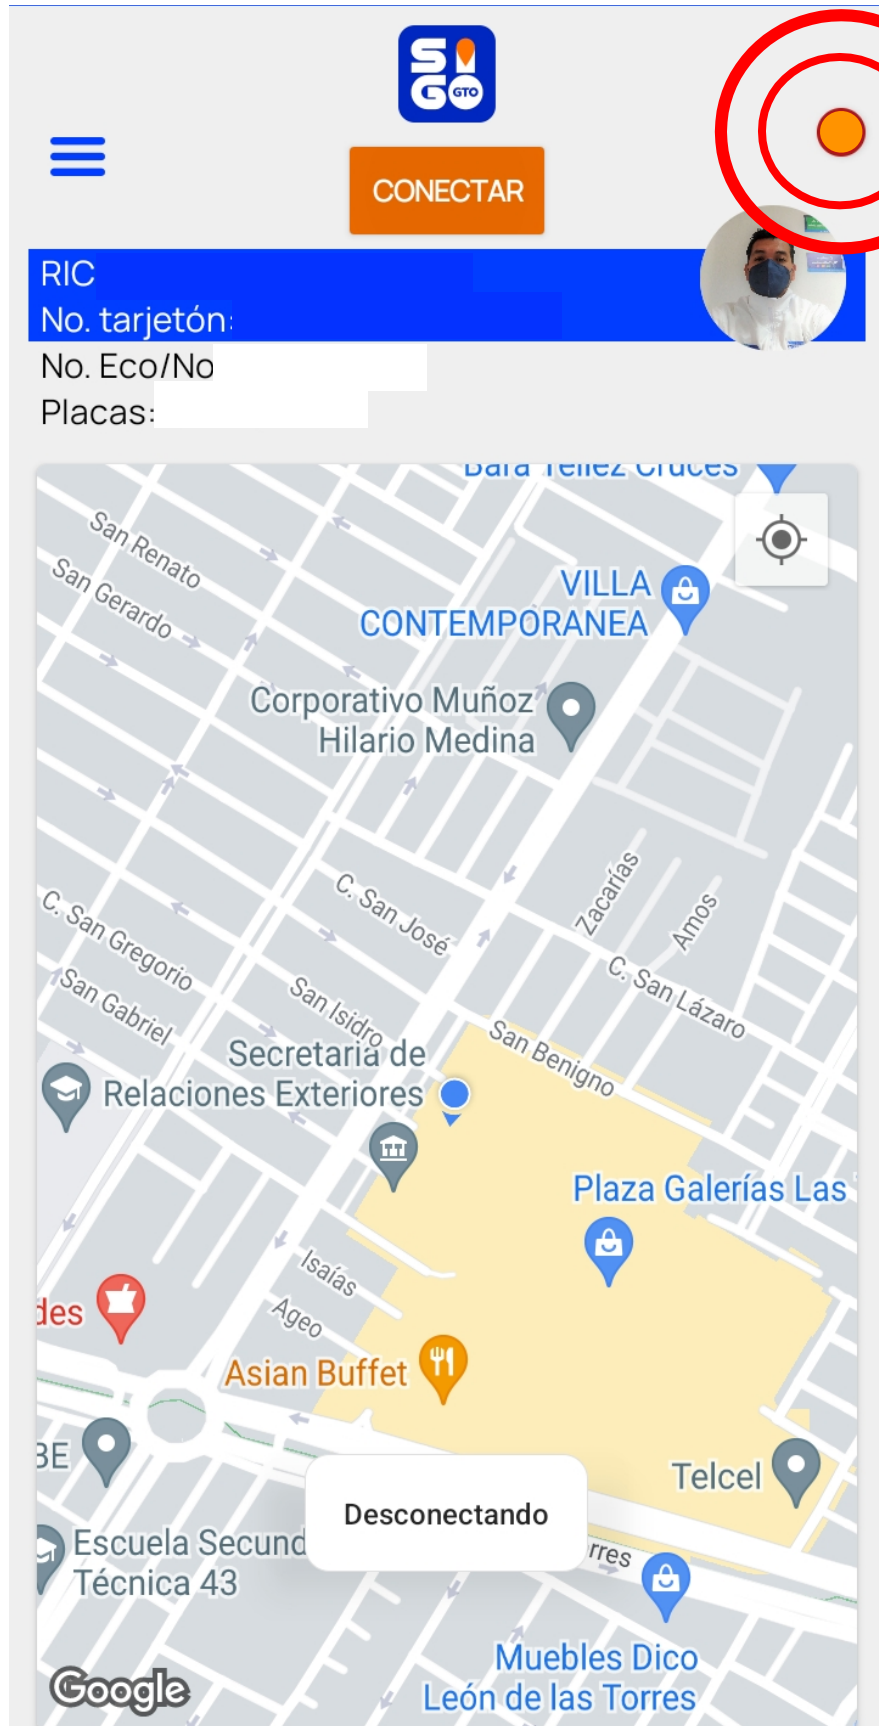 SI
GO GTO
CONECTAR
RIC
No. tarjetón:
No. Eco/No
Placas:
Bara Téllez Cruces
San Renato
San Gerardo
VILLA
CONTEMPORANEA
Corporativo Muñoz
Hilario Medina
C. San José
Zacarías
Amos
C. San Gregorio
San Gabriel
San Isidro
C. San Lázaro
San Benigno
Secretaría de
Relaciones Exteriores
Plaza Galerías Las
Isaías
Ageo
des
Asian Buffet
BE
Telcel
Desconectando
Escuela Secund
Técnica 43
rres
Muebles Dico
León de las Torres
Google